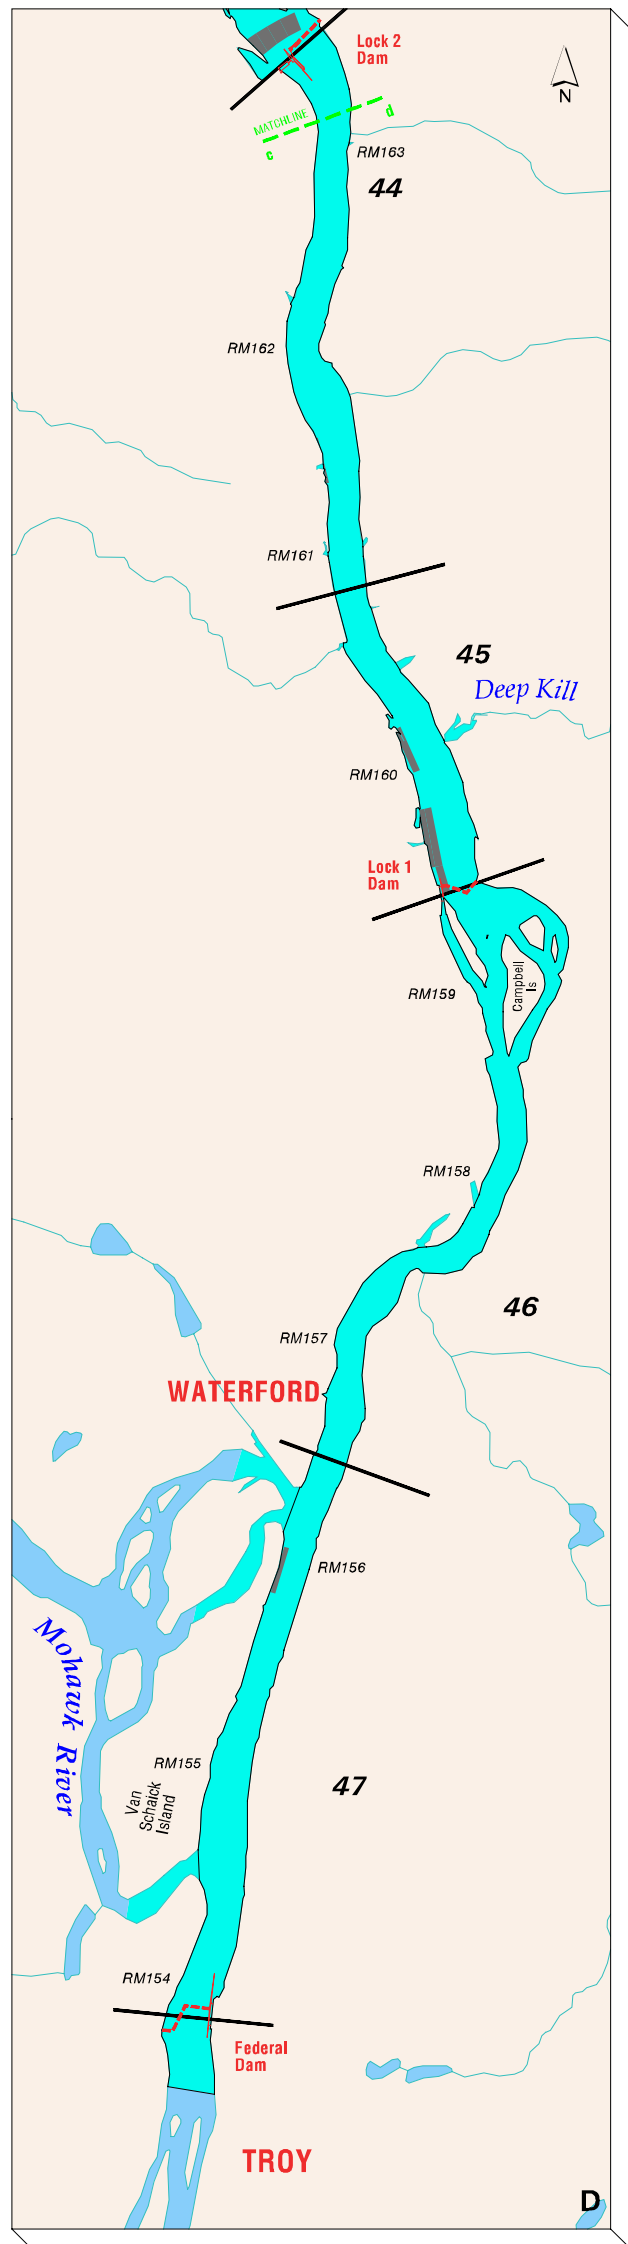 Lock 2
Dam
N
MATCHLINE
d
c
RM163
44
RM162
RM161
45
Deep Kill
RM160
Lock 1
Dam
Campbell
Is
RM159
RM158
46
RM157
WATERFORD
RM156
Mohawk River
RM155
47
Van
Schaick
Island
RM154
Federal
Dam
TROY
D